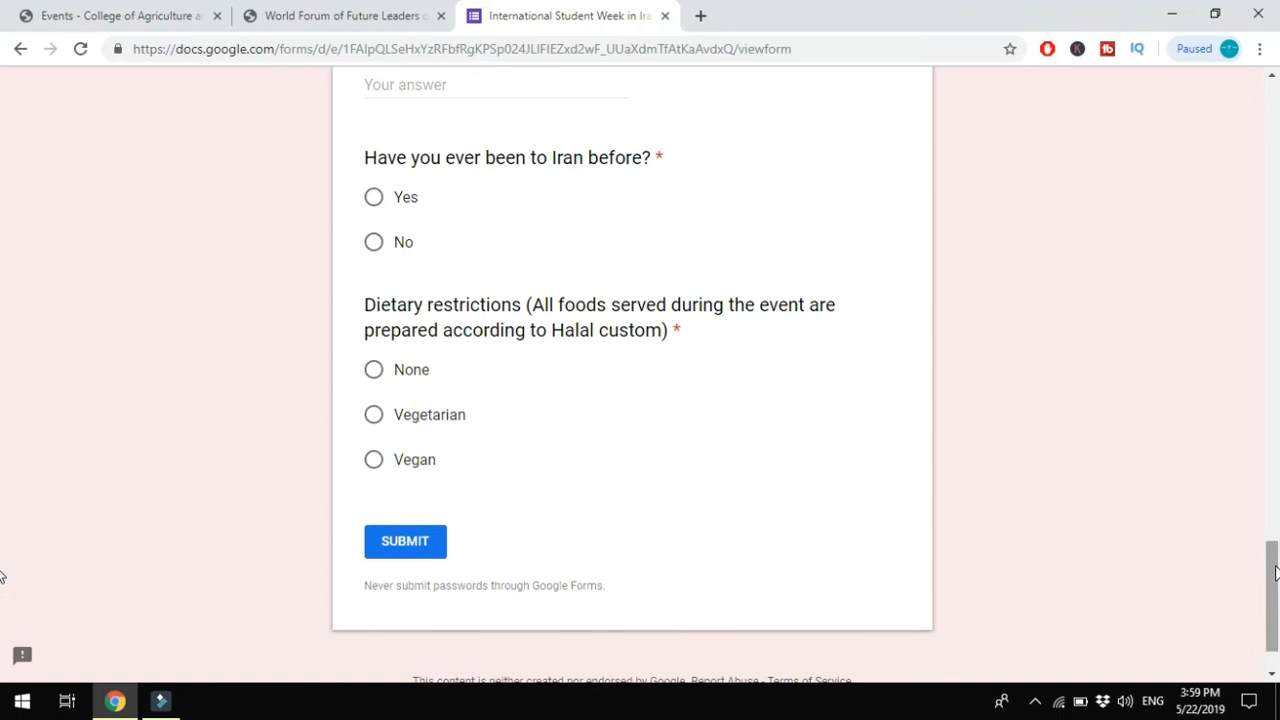 Events - College of Agriculture a
World Forum of Future Leaders o
International Student Week in Ira
https://docs.google.com/forms/d/e/1FAIpQLSeHxYzRFbfRgKPSp024JLIFIEZxd2wF_UUaXdmTfAtKaAvdxQ/viewform
K
IQ
Paused
Your answer
Have you ever been to Iran before? *
Yes
No
Dietary restrictions (All foods served during the event are
prepared according to Halal custom) *
None
Vegetarian
Vegan
SUBMIT
Never submit passwords through Google Forms.
This content is neither created nor endorsed by Google. Report Abuse - Terms of Service
ENG
3:59 PM
5/22/2019